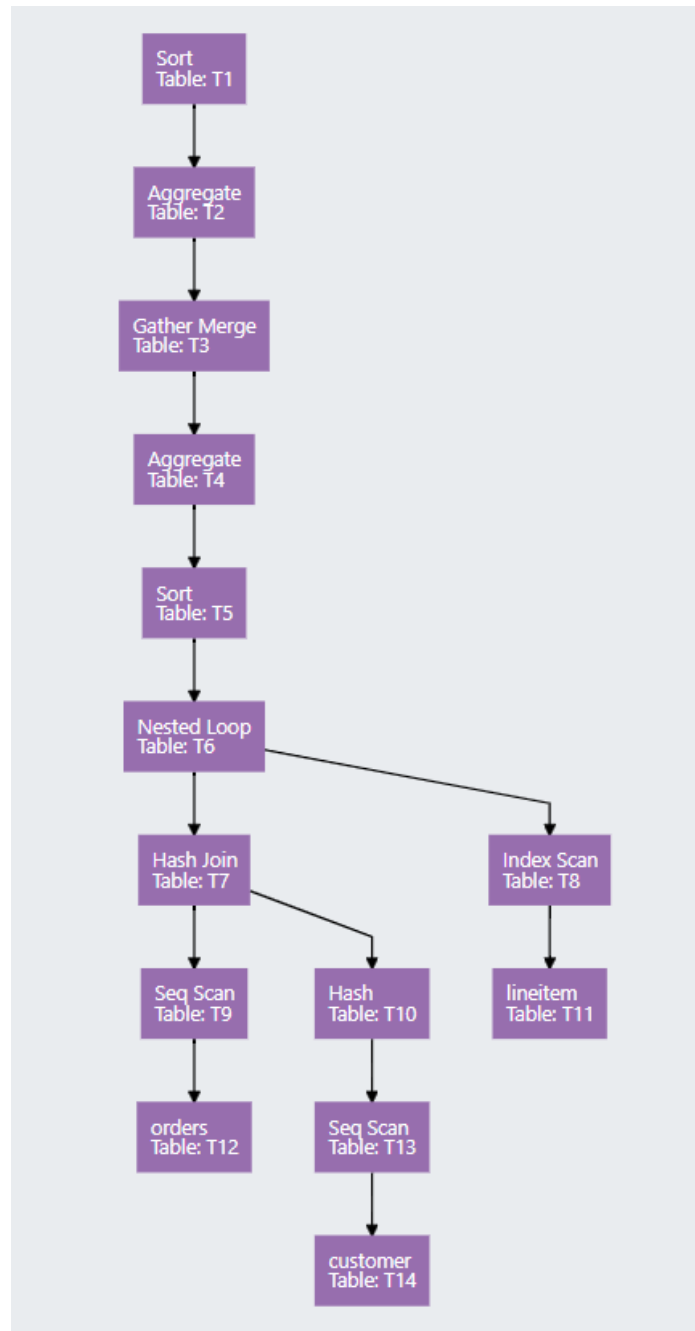 Sort
Table: T1
Aggregate
Table: T2
Gather Merge
Table: T3
Aggregate
Table: T4
Sort
Table: T5
Nested Loop
Table: T6
Hash Join
Table: T7
Index Scan
Table: T8
Seq Scan
Table: T9
Hash
Table: T10
lineitem
Table: T11
orders
Table: T12
Seq Scan
Table: T13
customer
Table: T14